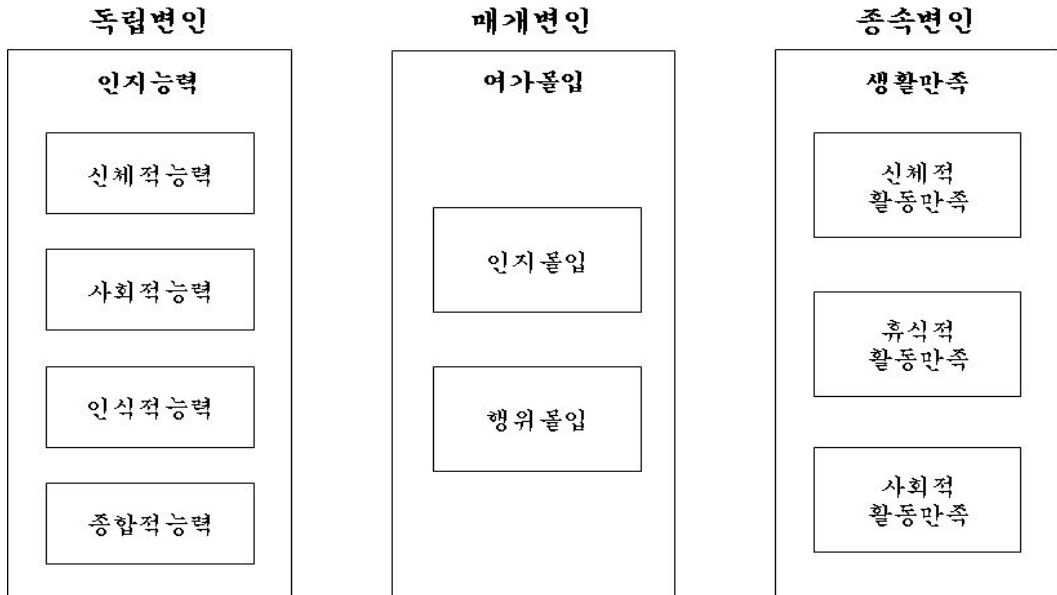 독립변인
매개변인
종속변인
인지능력
신체적능력
사회적능력
인식적능력
종합적능력
여가몰입
인지몰입
행위몰입
생활만족
신체적
활동만족
휴식적
활동만족
사회적
활동만족